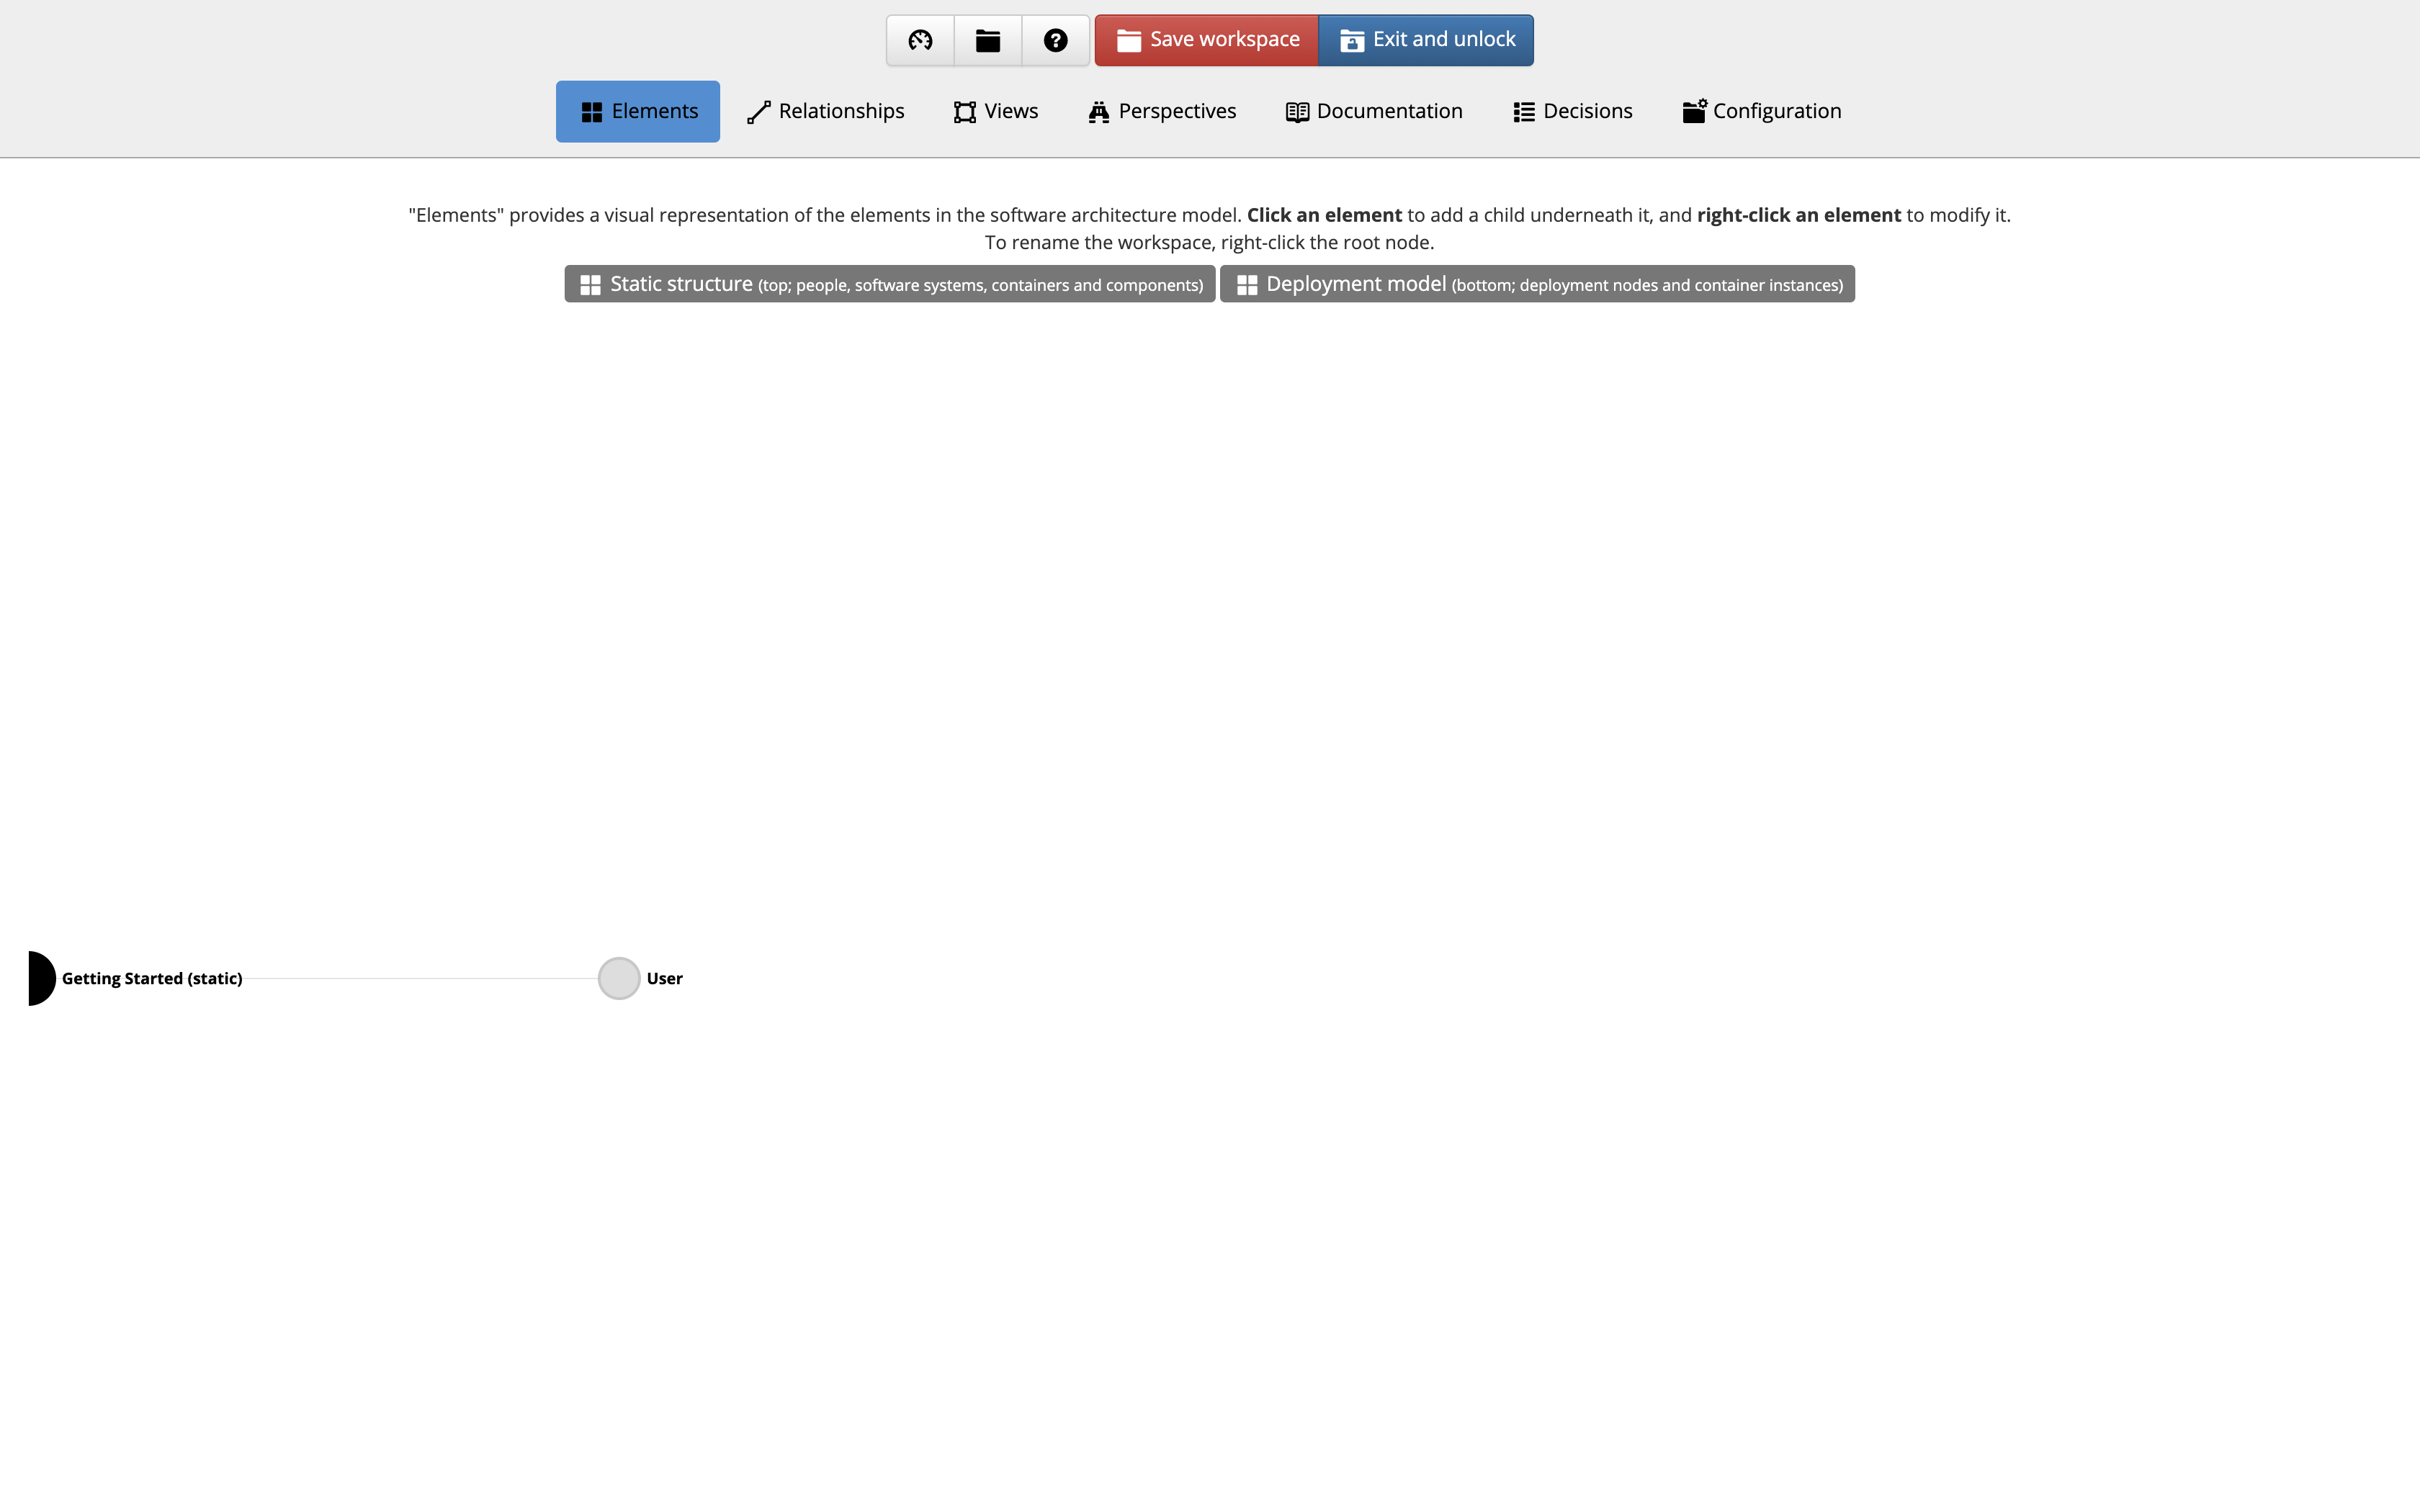 Save workspace Exit and unlock
Elements Relationships Views Perspectives Documentation Decisions Configuration
"Elements" provides a visual representation of the elements in the software architecture model. Click an element to add a child underneath it, and right-click an element to modify it.
To rename the workspace, right-click the root node.
Static structure (top; people, software systems, containers and components) Deployment model (bottom; deployment nodes and container instances)
Getting Started (static) User